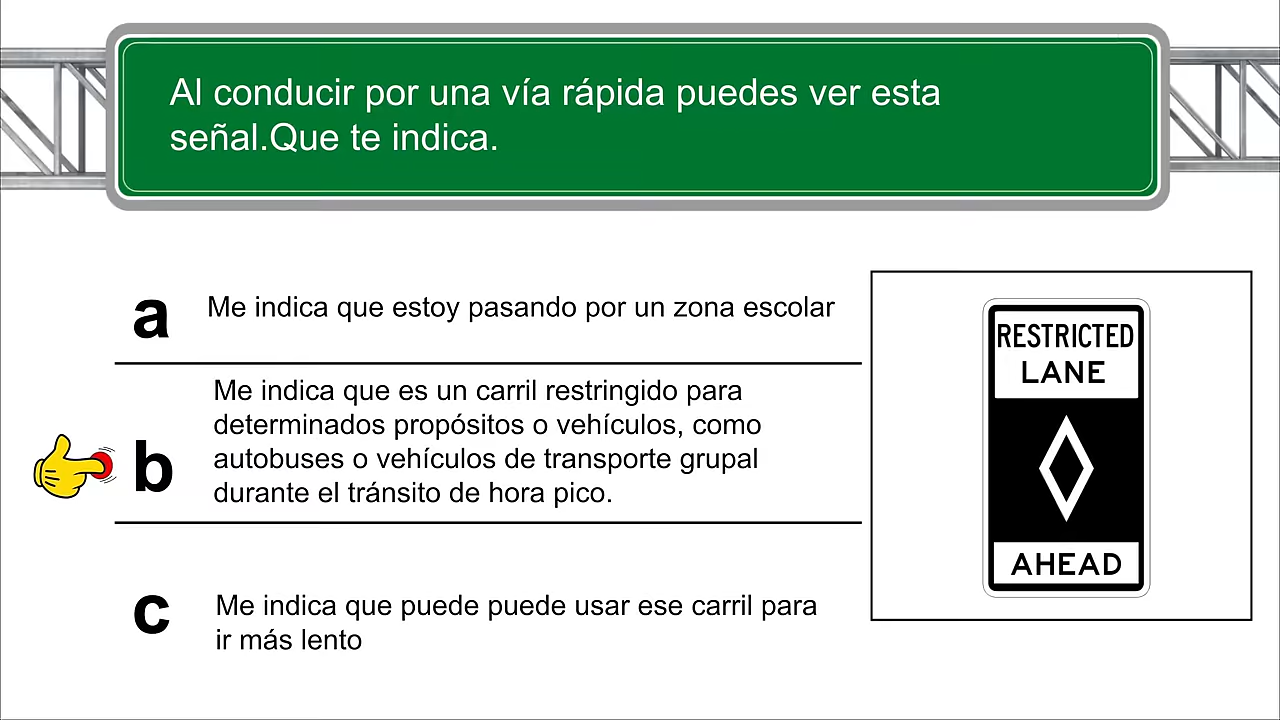 Al conducir por una vía rápida puedes ver esta
señal.Que te indica.
a
Me indica que estoy pasando por un zona escolar
b
Me indica que es un carril restringido para
determinados propósitos o vehículos, como
autobuses o vehículos de transporte grupal
durante el tránsito de hora pico.
c
Me indica que puede puede usar ese carril para
ir más lento
RESTRICTED
LANE
AHEAD